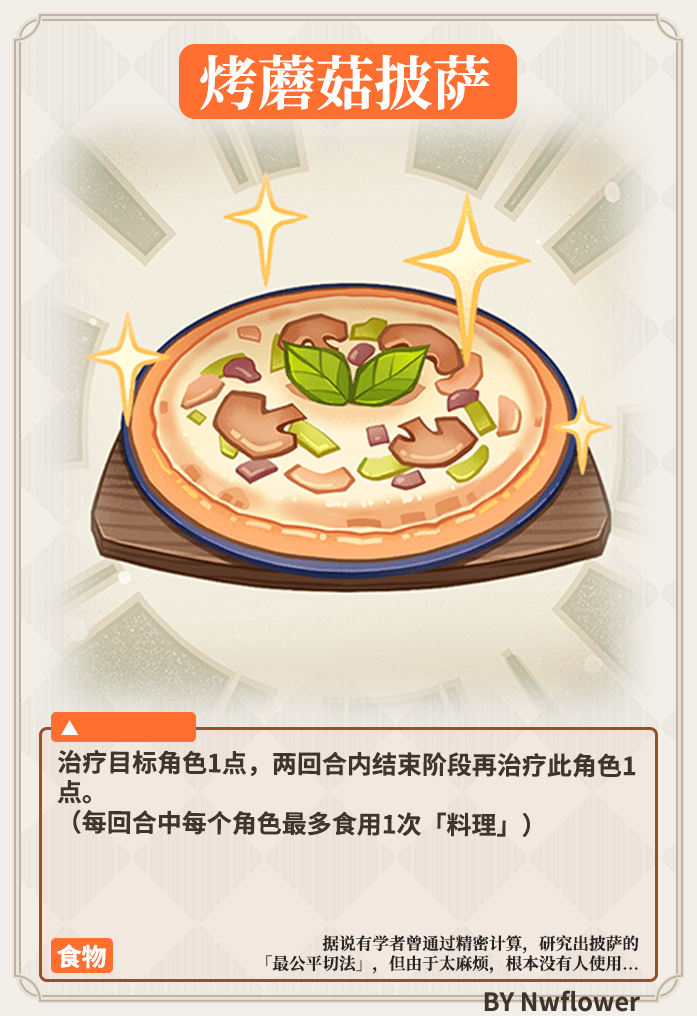 烤蘑菇披萨
治疗目标角色1点，两回合内结束阶段再治疗此角色1
点。
（每回合中每个角色最多食用1次「料理」）
据说有学者曾通过精密计算，研究出披萨的
「最公平切法」，但由于太麻烦，根本没有人使用…
食物
BY Nwflower